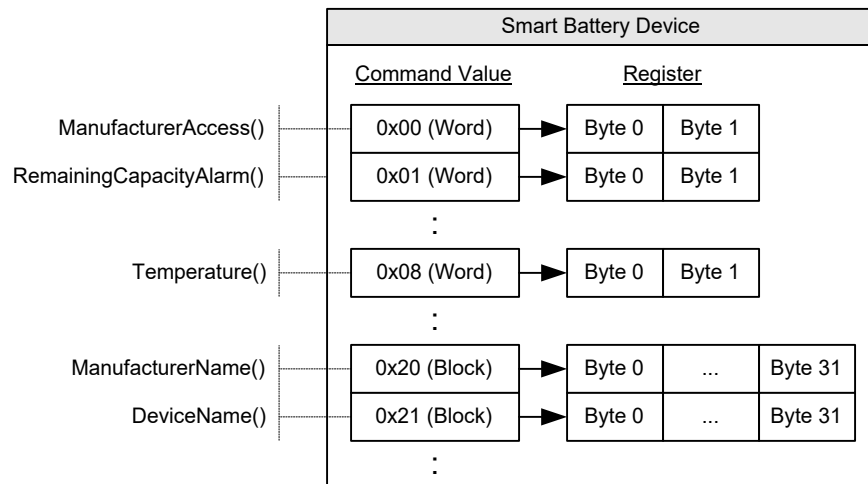 Smart Battery Device
Command Value Register
ManufacturerAccess() 0x00 (Word) Byte 0 Byte 1
RemainingCapacityAlarm() 0x01 (Word) Byte 0 Byte 1
:
Temperature() 0x08 (Word) Byte 0 Byte 1
:
ManufacturerName() 0x20 (Block) Byte 0 ... Byte 31
DeviceName() 0x21 (Block) Byte 0 ... Byte 31
: